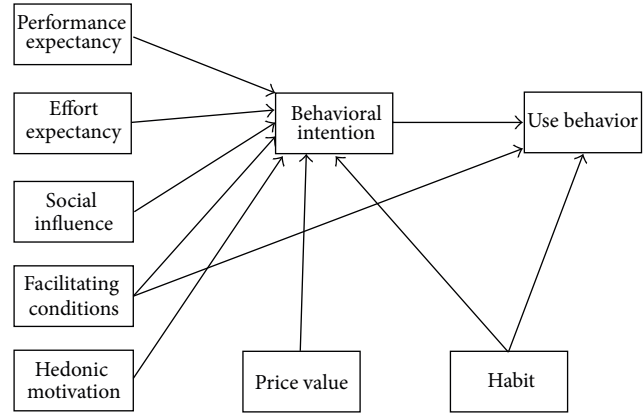 Performance
expectancy
Effort
expectancy
Behavioral
intention
Use behavior
Social
influence
Facilitating
conditions
Hedonic
motivation
Price value
Habit